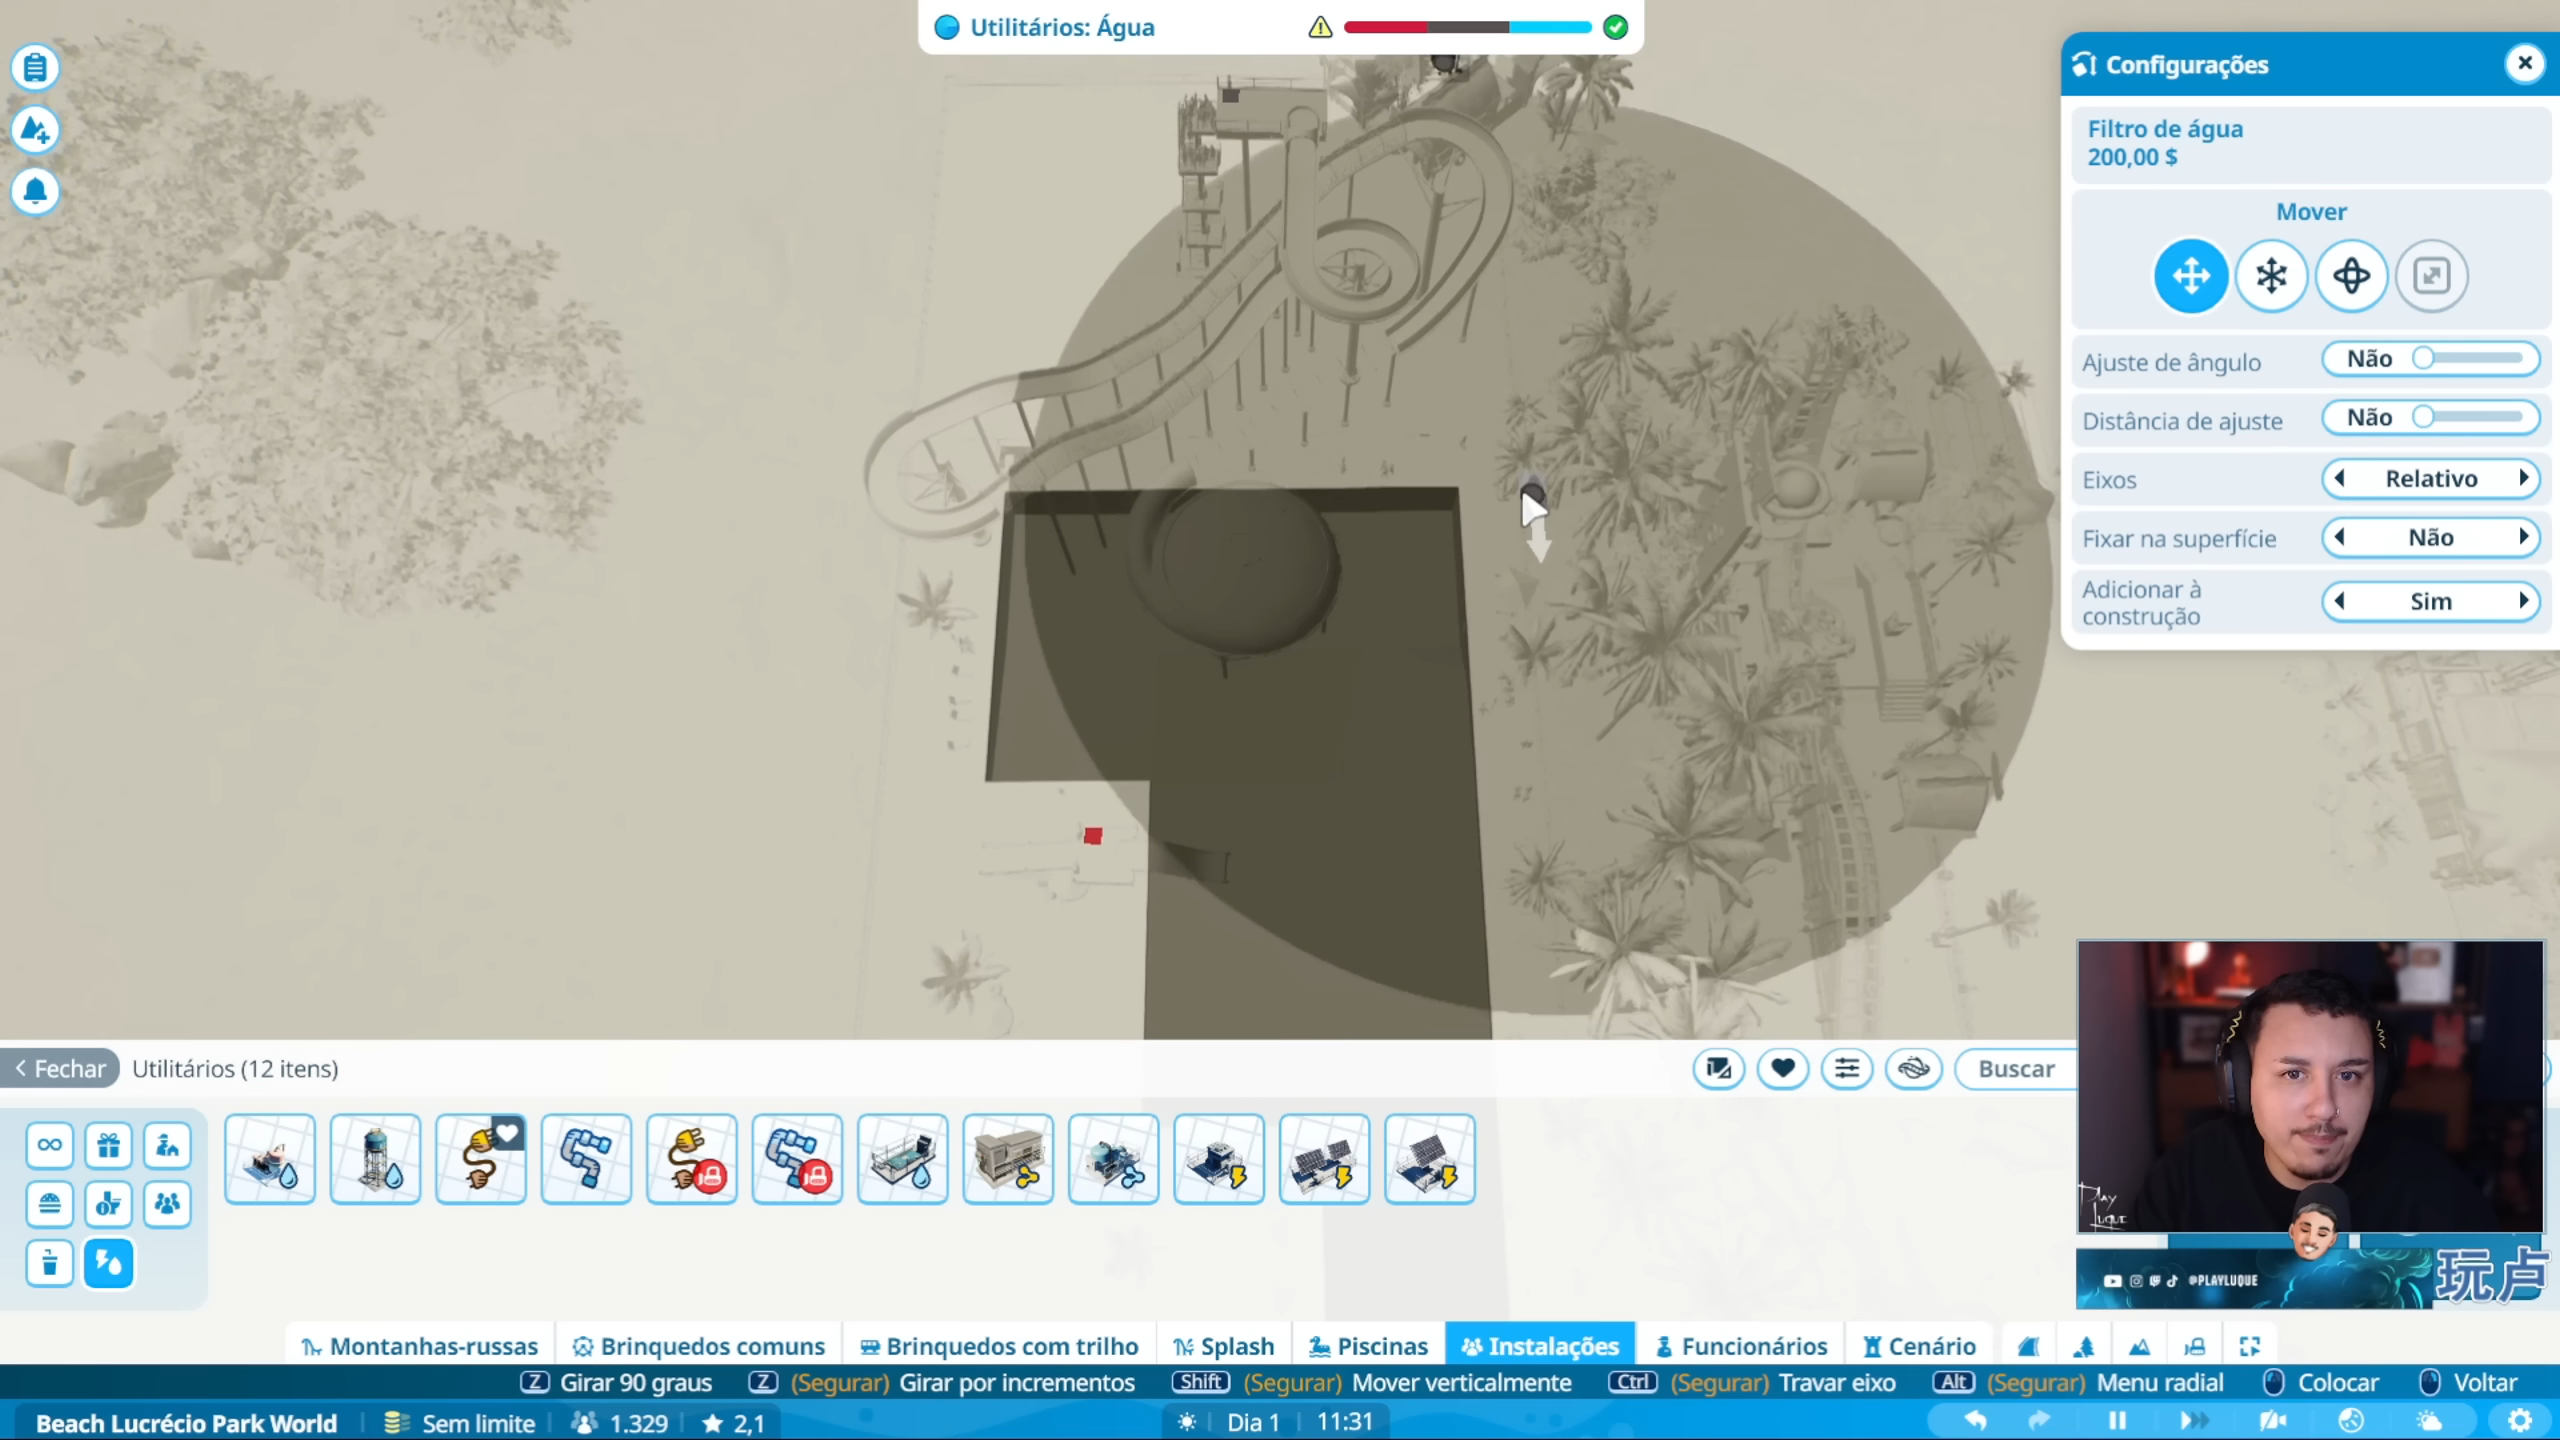 Utilitários: Água
Configurações
Filtro de água
200,00 $
Mover
Ajuste de ângulo
Não
Distância de ajuste
Não
Eixos
Relativo
Fixar na superfície
Não
Adicionar à
construção
Sim
Fechar
Utilitários (12 itens)
Buscar
PLAY
LUQUE
@PLAYLUQUE
玩卢
Montanhas-russas
Brinquedos comuns
Brinquedos com trilho
Splash
Piscinas
Instalações
Funcionários
Cenário
Z Girar 90 graus
Z (Segurar) Girar por incrementos
Shift (Segurar) Mover verticalmente
Ctrl (Segurar) Travar eixo
Alt (Segurar) Menu radial
Colocar
Voltar
Beach Lucrécio Park World
Sem limite
1.329
2,1
Dia 1
11:31